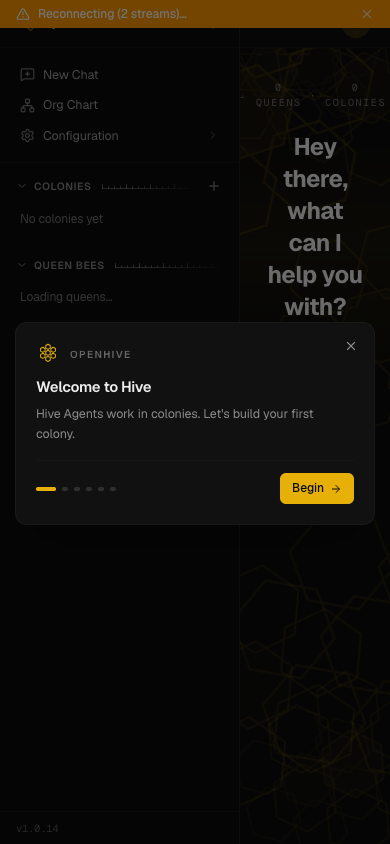 Reconnecting (2 streams)...
New Chat
Org Chart
Configuration
COLONIES
No colonies yet
QUEEN BEES
Loading queens...
0
QUEENS
0
COLONIES
Hey
there,
what
can I
help you
with?
OPENHIVE
Welcome to Hive
Hive Agents work in colonies. Let's build your first
colony.
Begin
v1.0.14